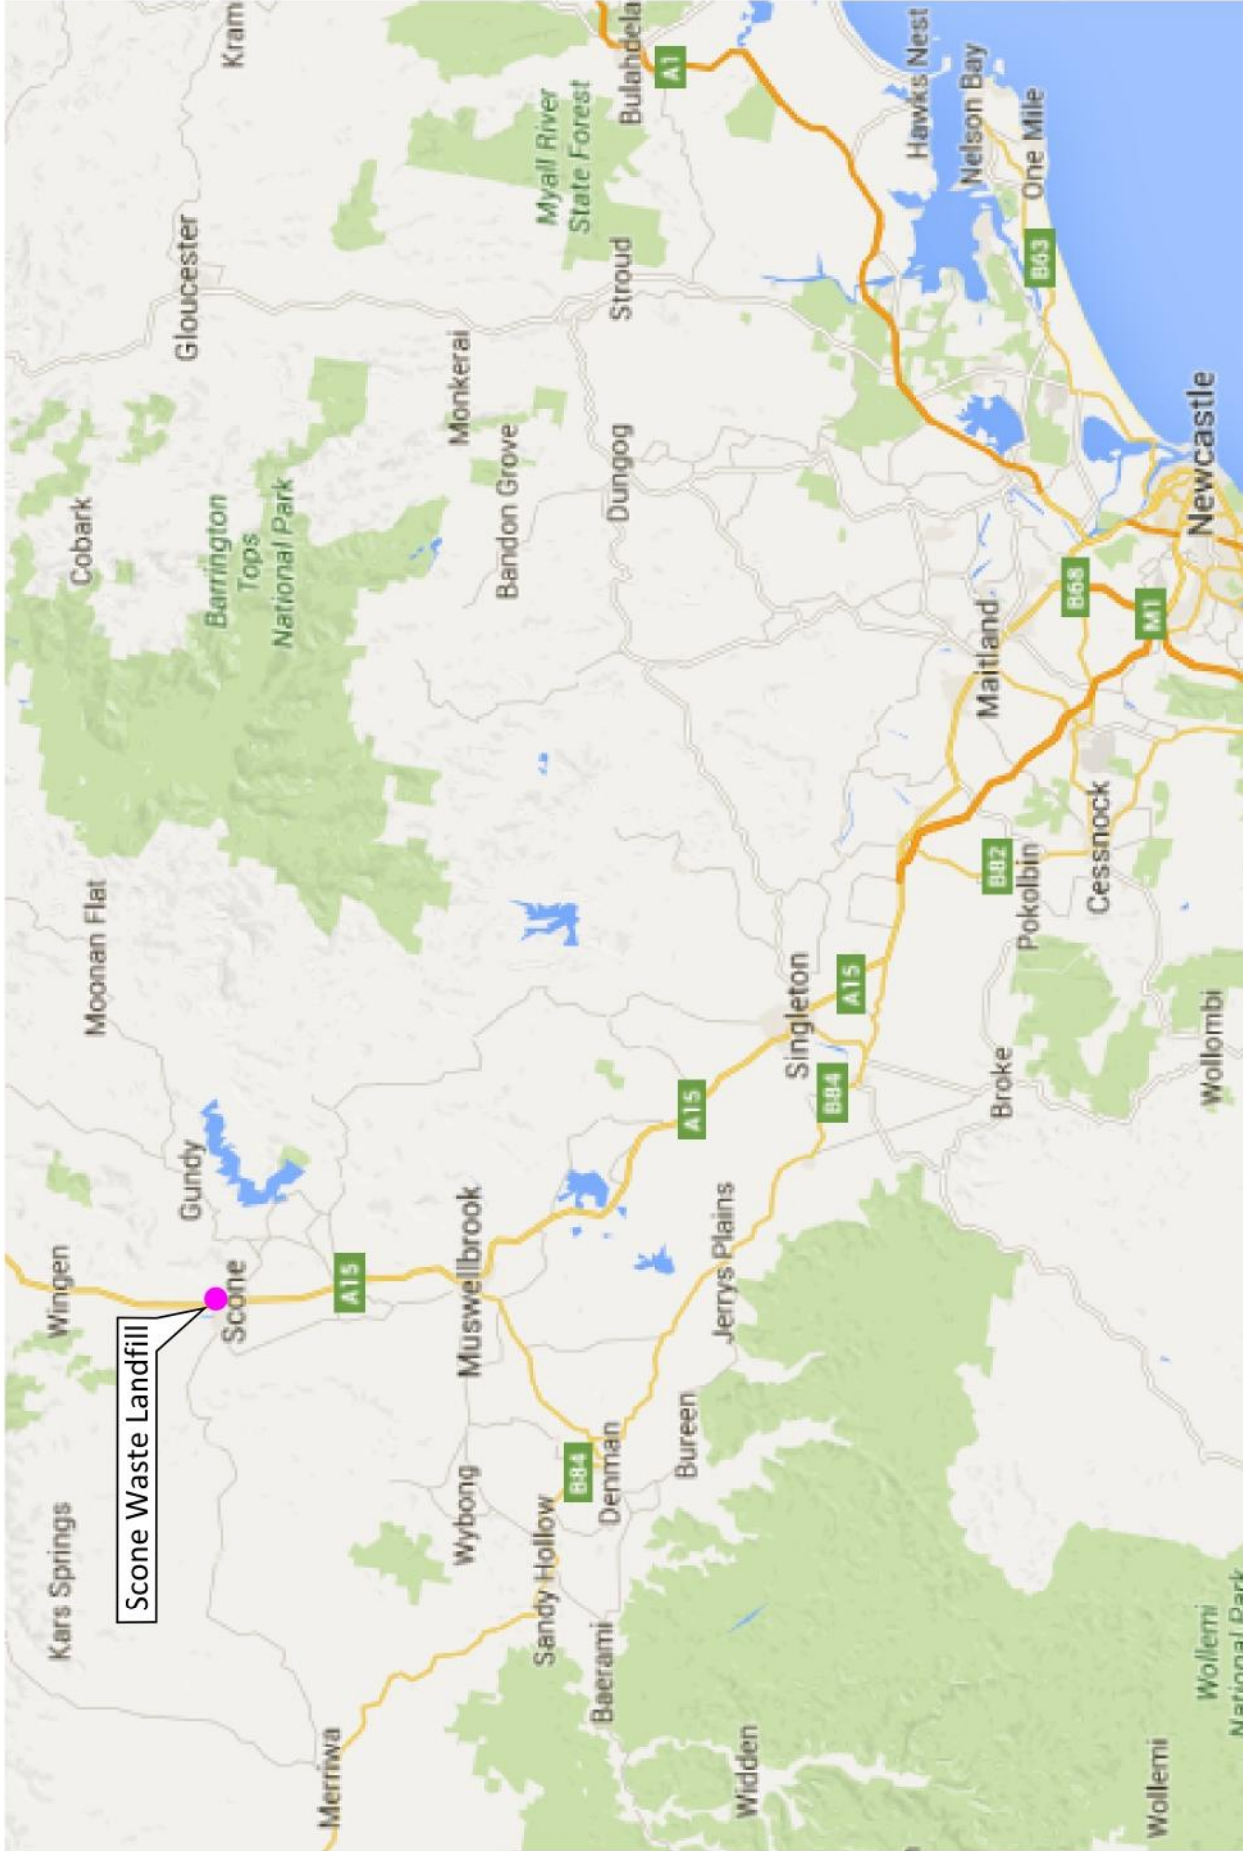 Kars Springs
Wingen
Moonan Flat
Cobark
Scone Waste Landfill
Gundy
Gloucester
Kram
Scone
Barrington
Tops
National Park
Merriwa
A15
Wybong
Muswellbrook
Monkerai
Bandon Grove
Sandy Hollow
Myall River
State Forest
B84
Baerami
Denman
Dungog
Stroud
Bulahdela
A1
Bureen
A15
Jerrys Plains
Widden
Singleton
B84
A15
Hawks Nest
Nelson Bay
Maitland
B82
Broke
Pokolbin
One Mile
B63
B68
Cessnock
M1
Wollemi
Wollemi
National Park
Wollombi
Newcastle